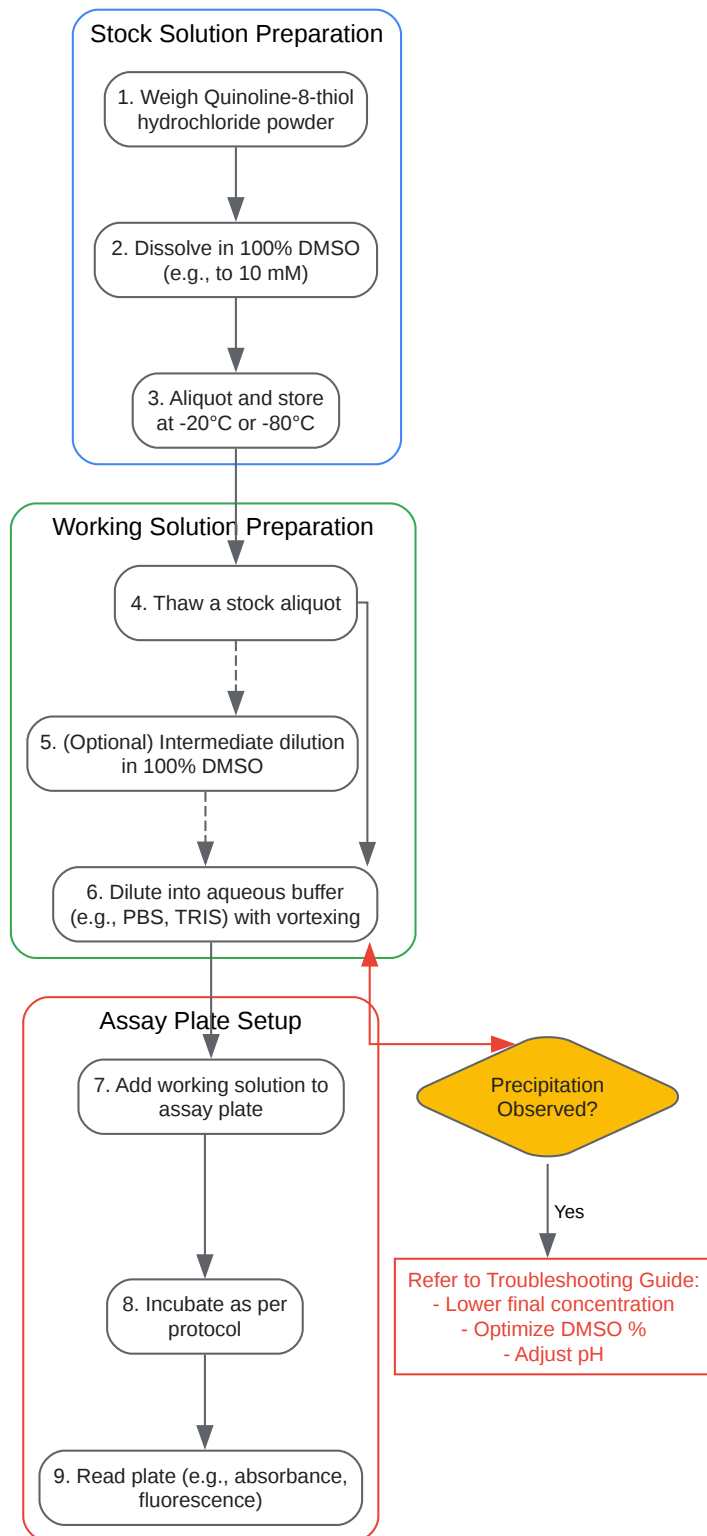 Stock Solution Preparation
1. Weigh Quinoline-8-thiol
hydrochloride powder
2. Dissolve in 100% DMSO
(e.g., to 10 mM)
3. Aliquot and store
at -20°C or -80°C
Working Solution Preparation
4. Thaw a stock aliquot
5. (Optional) Intermediate dilution
in 100% DMSO
6. Dilute into aqueous buffer
(e.g., PBS, TRIS) with vortexing
Assay Plate Setup
7. Add working solution to
assay plate
Precipitation
Observed?
Yes
Refer to Troubleshooting Guide:
- Lower final concentration
- Optimize DMSO %
- Adjust pH
8. Incubate as per
protocol
9. Read plate (e.g., absorbance,
fluorescence)